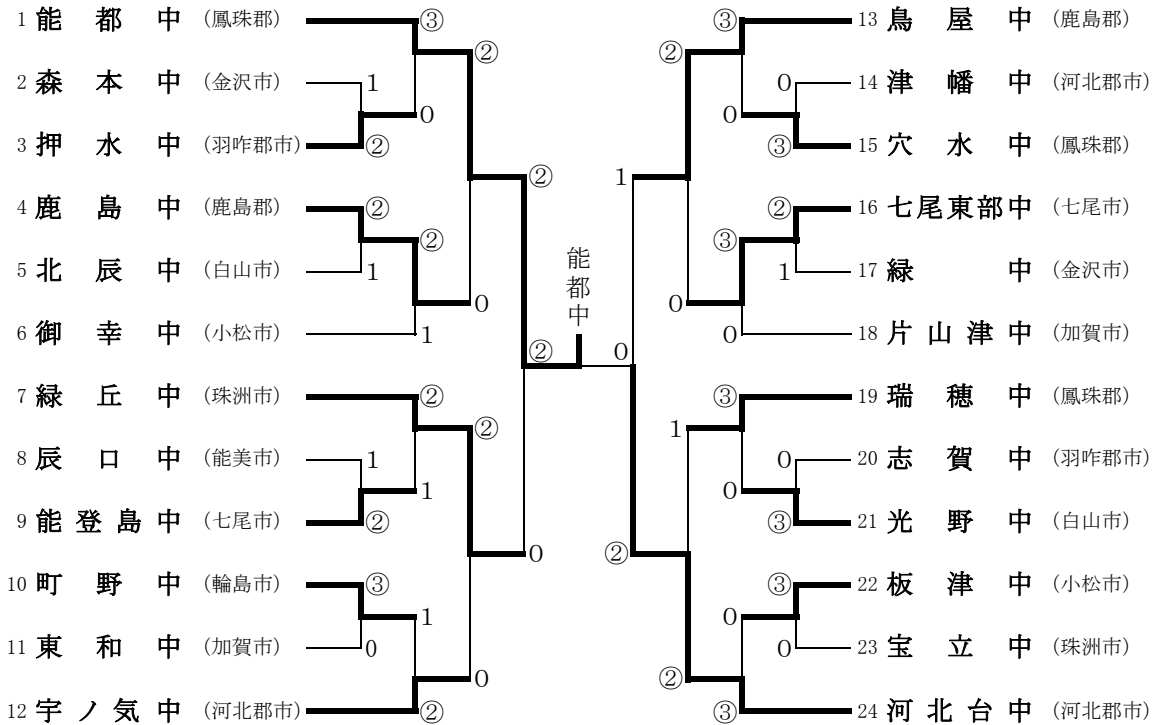 1 能都中 (鳳珠郡) ③
②
2 森本中 (金沢市) 1
0
3 押水中 (羽咋郡市) ②
②
4 鹿島中 (鹿島郡) ②
②
5 北辰中 (白山市) 1
0
6 御幸中 (小松市) 1
②
7 緑丘中 (珠洲市) ②
②
8 辰口中 (能美市) 1
1
9 能登島中 (七尾市) ②
0
10 町野中 (輪島市) ③
1
11 東和中 (加賀市) 0
0
12 宇ノ気中 (河北郡市) ②
能都中
③ 13 鳥屋中 (鹿島郡)
②
0 14 津幡中 (河北郡市)
0
③ 15 穴水中 (鳳珠郡)
1
② 16 七尾東部中 (七尾市)
③
1 17 緑中 (金沢市)
0
0 18 片山津中 (加賀市)
0
③ 19 瑞穂中 (鳳珠郡)
1
0 20 志賀中 (羽咋郡市)
0
③ 21 光野中 (白山市)
②
③ 22 板津中 (小松市)
0
0 23 宝立中 (珠洲市)
②
③ 24 河北台中 (河北郡市)